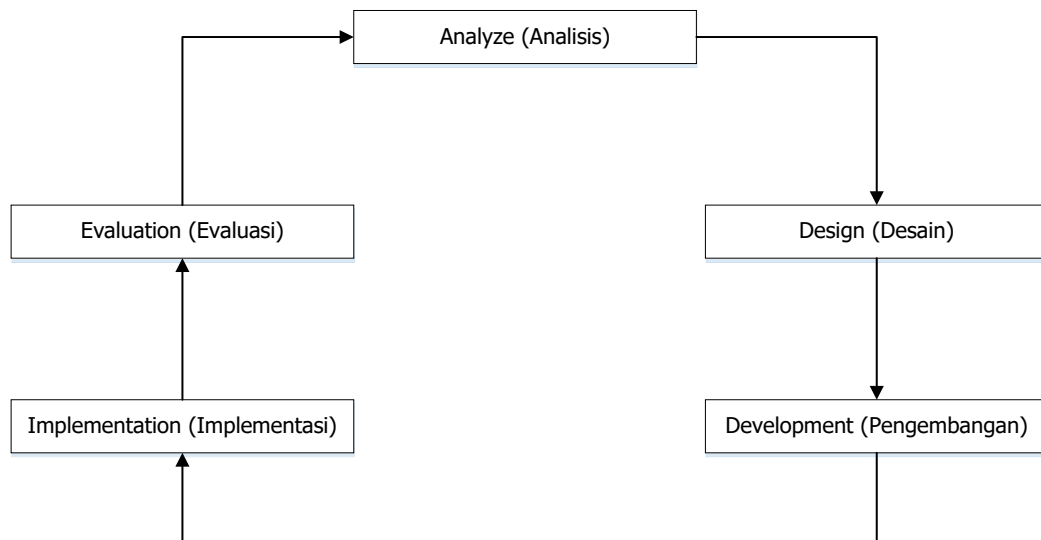 Analyze (Analisis)
Evaluation (Evaluasi)
Design (Desain)
Implementation (Implementasi)
Development (Pengembangan)